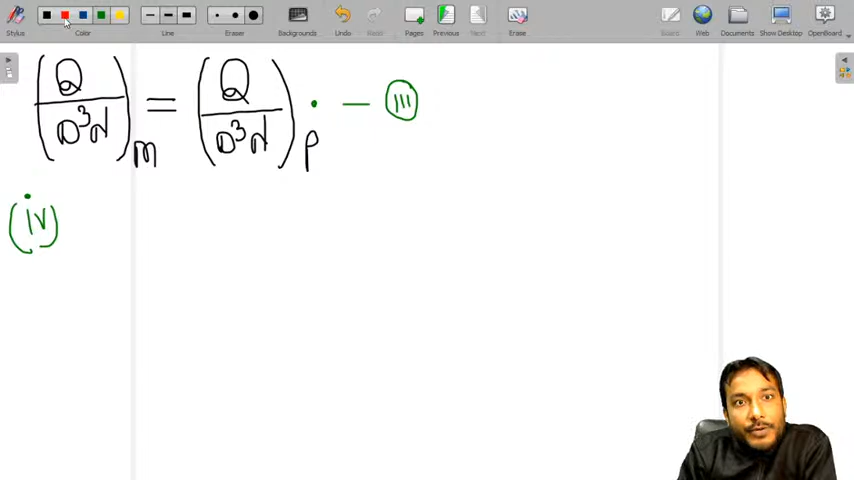 Stylus
Color
Line
Eraser
Backgrounds
Undo
Redo
Pages
Previous
Next
Erase
Board
Web
Documents
Show Desktop
OpenBoard
(Q/D³N)m = (Q/D³N)p . — (III)
(iv)